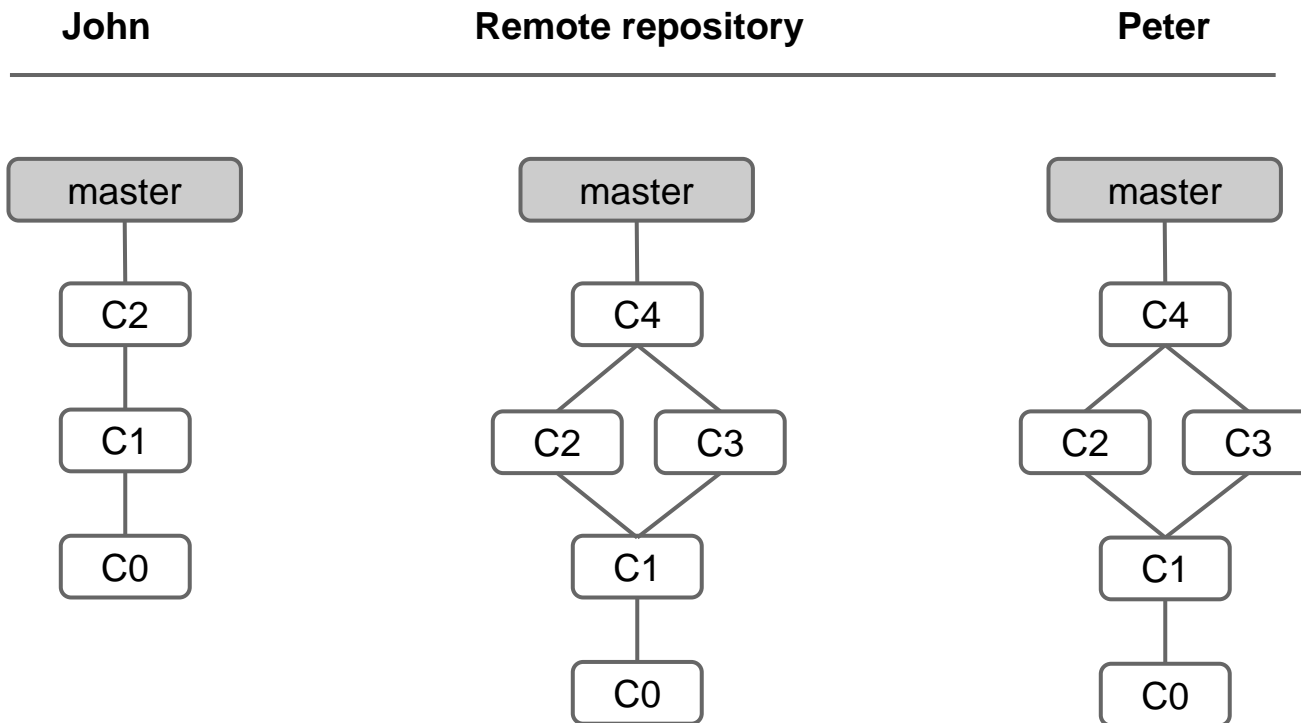 John Remote repository Peter
master master master
C2 C4 C4
C1 C2 C3 C2 C3
C0 C1 C1
C0 C0